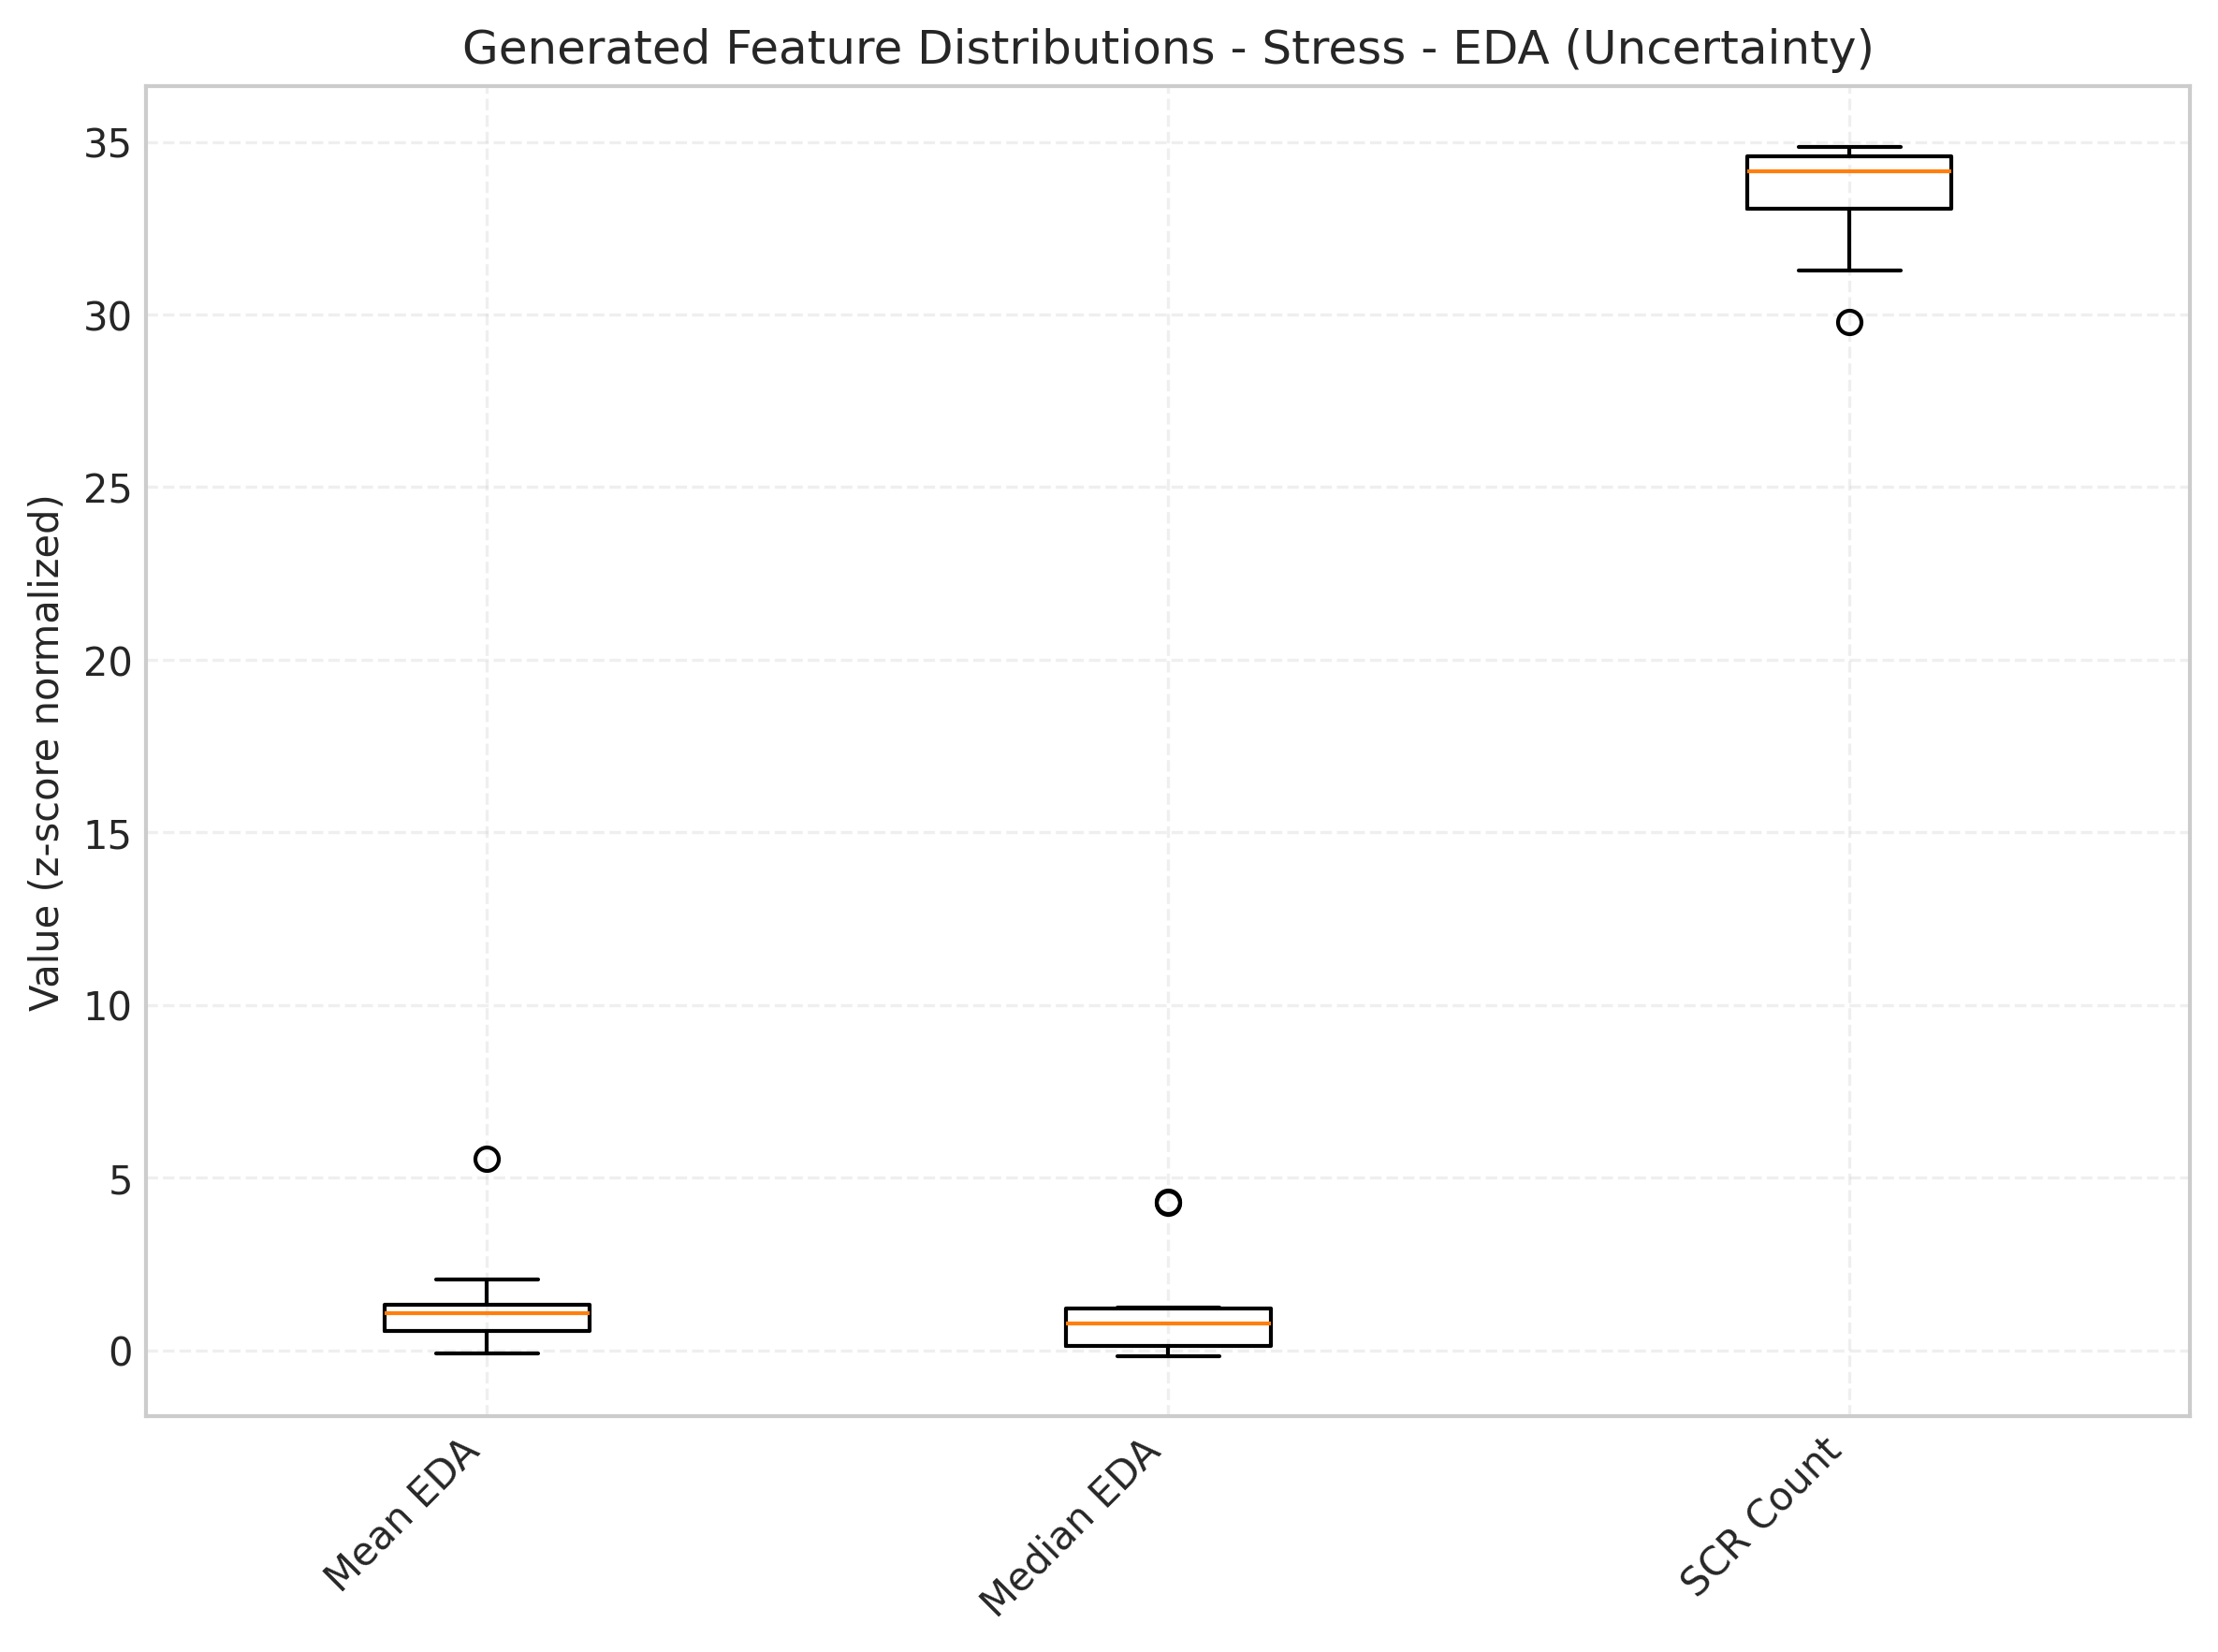 Generated Feature Distributions - Stress - EDA (Uncertainty)
Value (z-score normalized)
35
30
25
20
15
10
5
0
Mean EDA
Median EDA
SCR Count